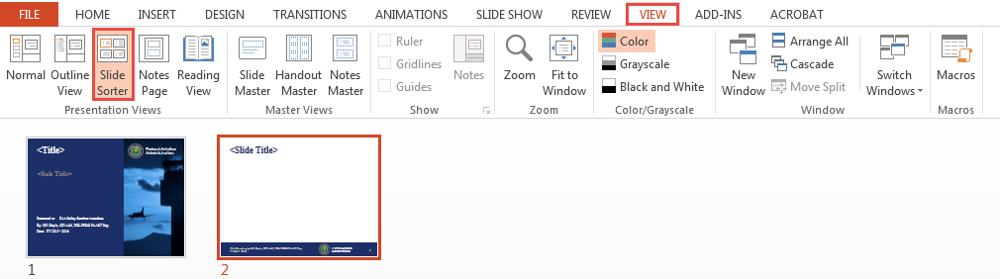 FILE HOME INSERT DESIGN TRANSITIONS ANIMATIONS SLIDE SHOW REVIEW VIEW ADD-INS ACROBAT
Normal Outline View Slide Sorter Notes Page Reading View
Presentation Views
Slide Master Handout Master Notes Master
Master Views
Ruler
Gridlines
Guides
Notes
Show
Zoom Fit to Window
Zoom
Color
Grayscale
Black and White
Color/Grayscale
New Window
Arrange All
Cascade
Move Split
Switch Windows
Window
Macros
Macros
<Title>
Federal Aviation
Administration
<Sub Title>
<Slide Title>
1
2